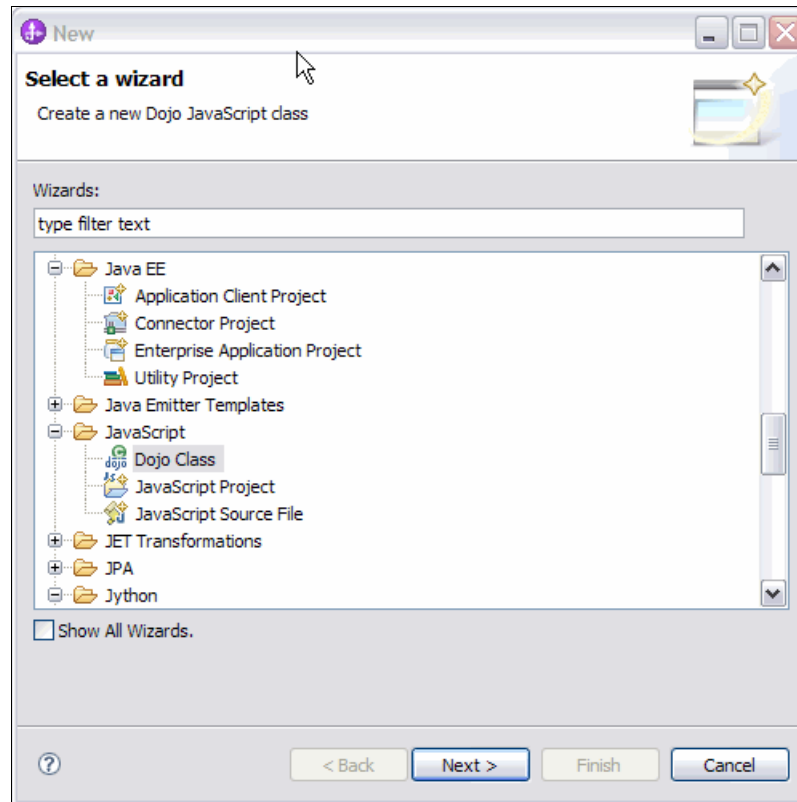 New
Select a wizard
Create a new Dojo JavaScript class
Wizards:
type filter text
Java EE
Application Client Project
Connector Project
Enterprise Application Project
Utility Project
Java Emitter Templates
JavaScript
Dojo Class
JavaScript Project
JavaScript Source File
JET Transformations
JPA
Jython
Show All Wizards.
? < Back Next > Finish Cancel